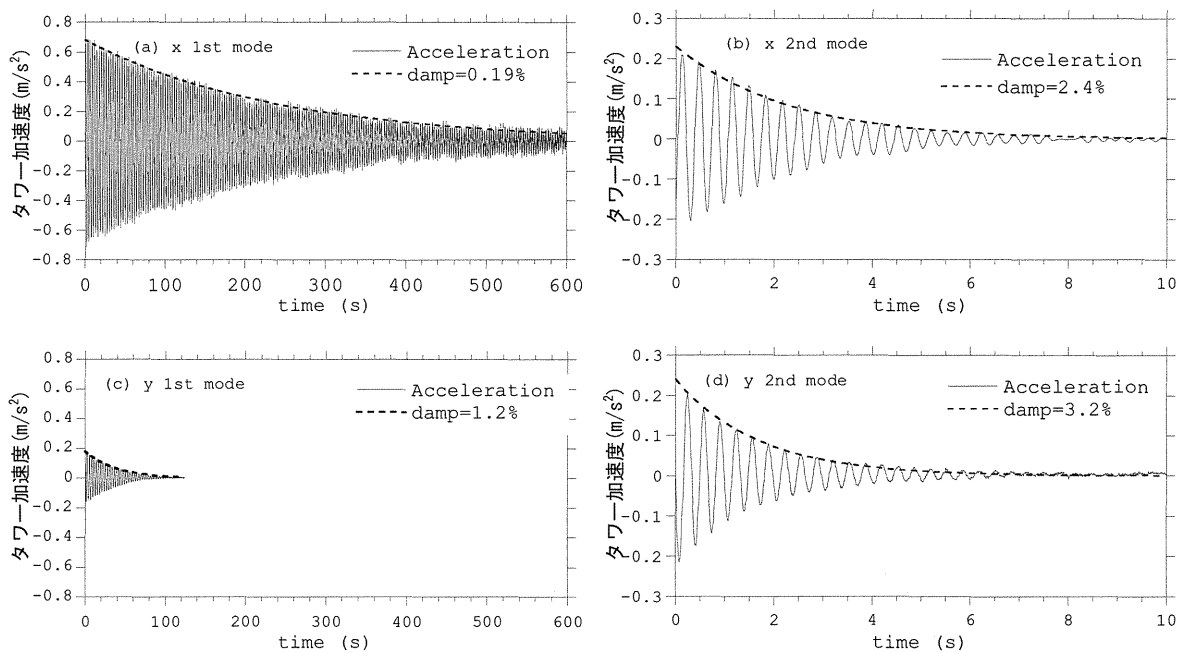 (a) x 1st mode
Acceleration
damp=0.19%
タワー加速度(m/s²)
0.8
0.6
0.4
0.2
0
-0.2
-0.4
-0.6
-0.8
0 100 200 300 400 500 600
time (s)
(b) x 2nd mode
Acceleration
damp=2.4%
タワー加速度(m/s²)
0.3
0.2
0.1
0
-0.1
-0.2
-0.3
0 2 4 6 8 10
time (s)
(c) y 1st mode
Acceleration
damp=1.2%
タワー加速度(m/s²)
0.8
0.6
0.4
0.2
0
-0.2
-0.4
-0.6
-0.8
0 100 200 300 400 500 600
time (s)
(d) y 2nd mode
Acceleration
damp=3.2%
タワー加速度(m/s²)
0.3
0.2
0.1
0
-0.1
-0.2
-0.3
0 2 4 6 8 10
time (s)